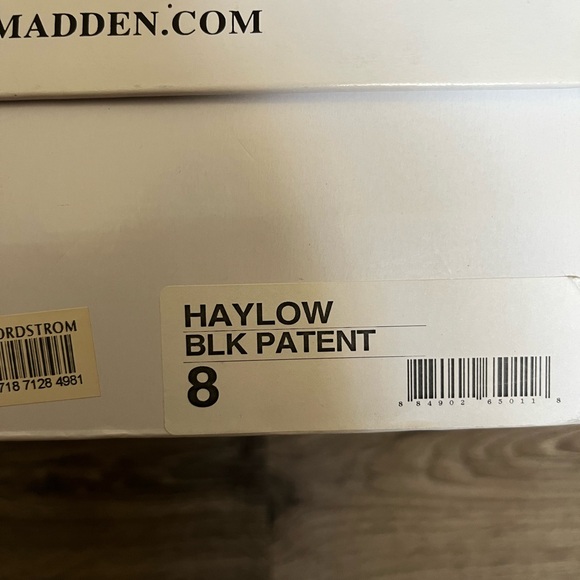 MADDEN.COM
ORDSTROM
718 7128 4981
HAYLOW
BLK PATENT
8
8 84902 65011 8